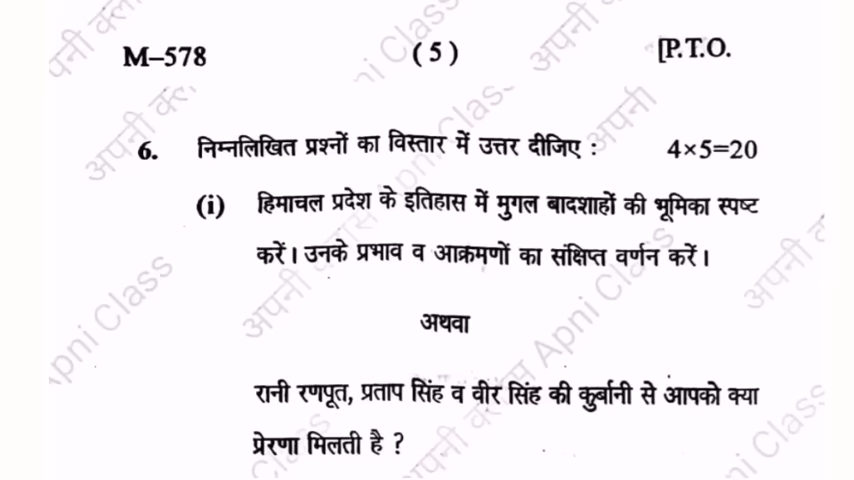 M–578 (5) [P.T.O.
6. निम्नलिखित प्रश्नों का विस्तार में उत्तर दीजिए : 4×5=20
(i) हिमाचल प्रदेश के इतिहास में मुगल बादशाहों की भूमिका स्पष्ट
करें। उनके प्रभाव व आक्रमणों का संक्षिप्त वर्णन करें।
अथवा
रानी रणपूत, प्रताप सिंह व वीर सिंह की कुर्बानी से आपको क्या
प्रेरणा मिलती है ?